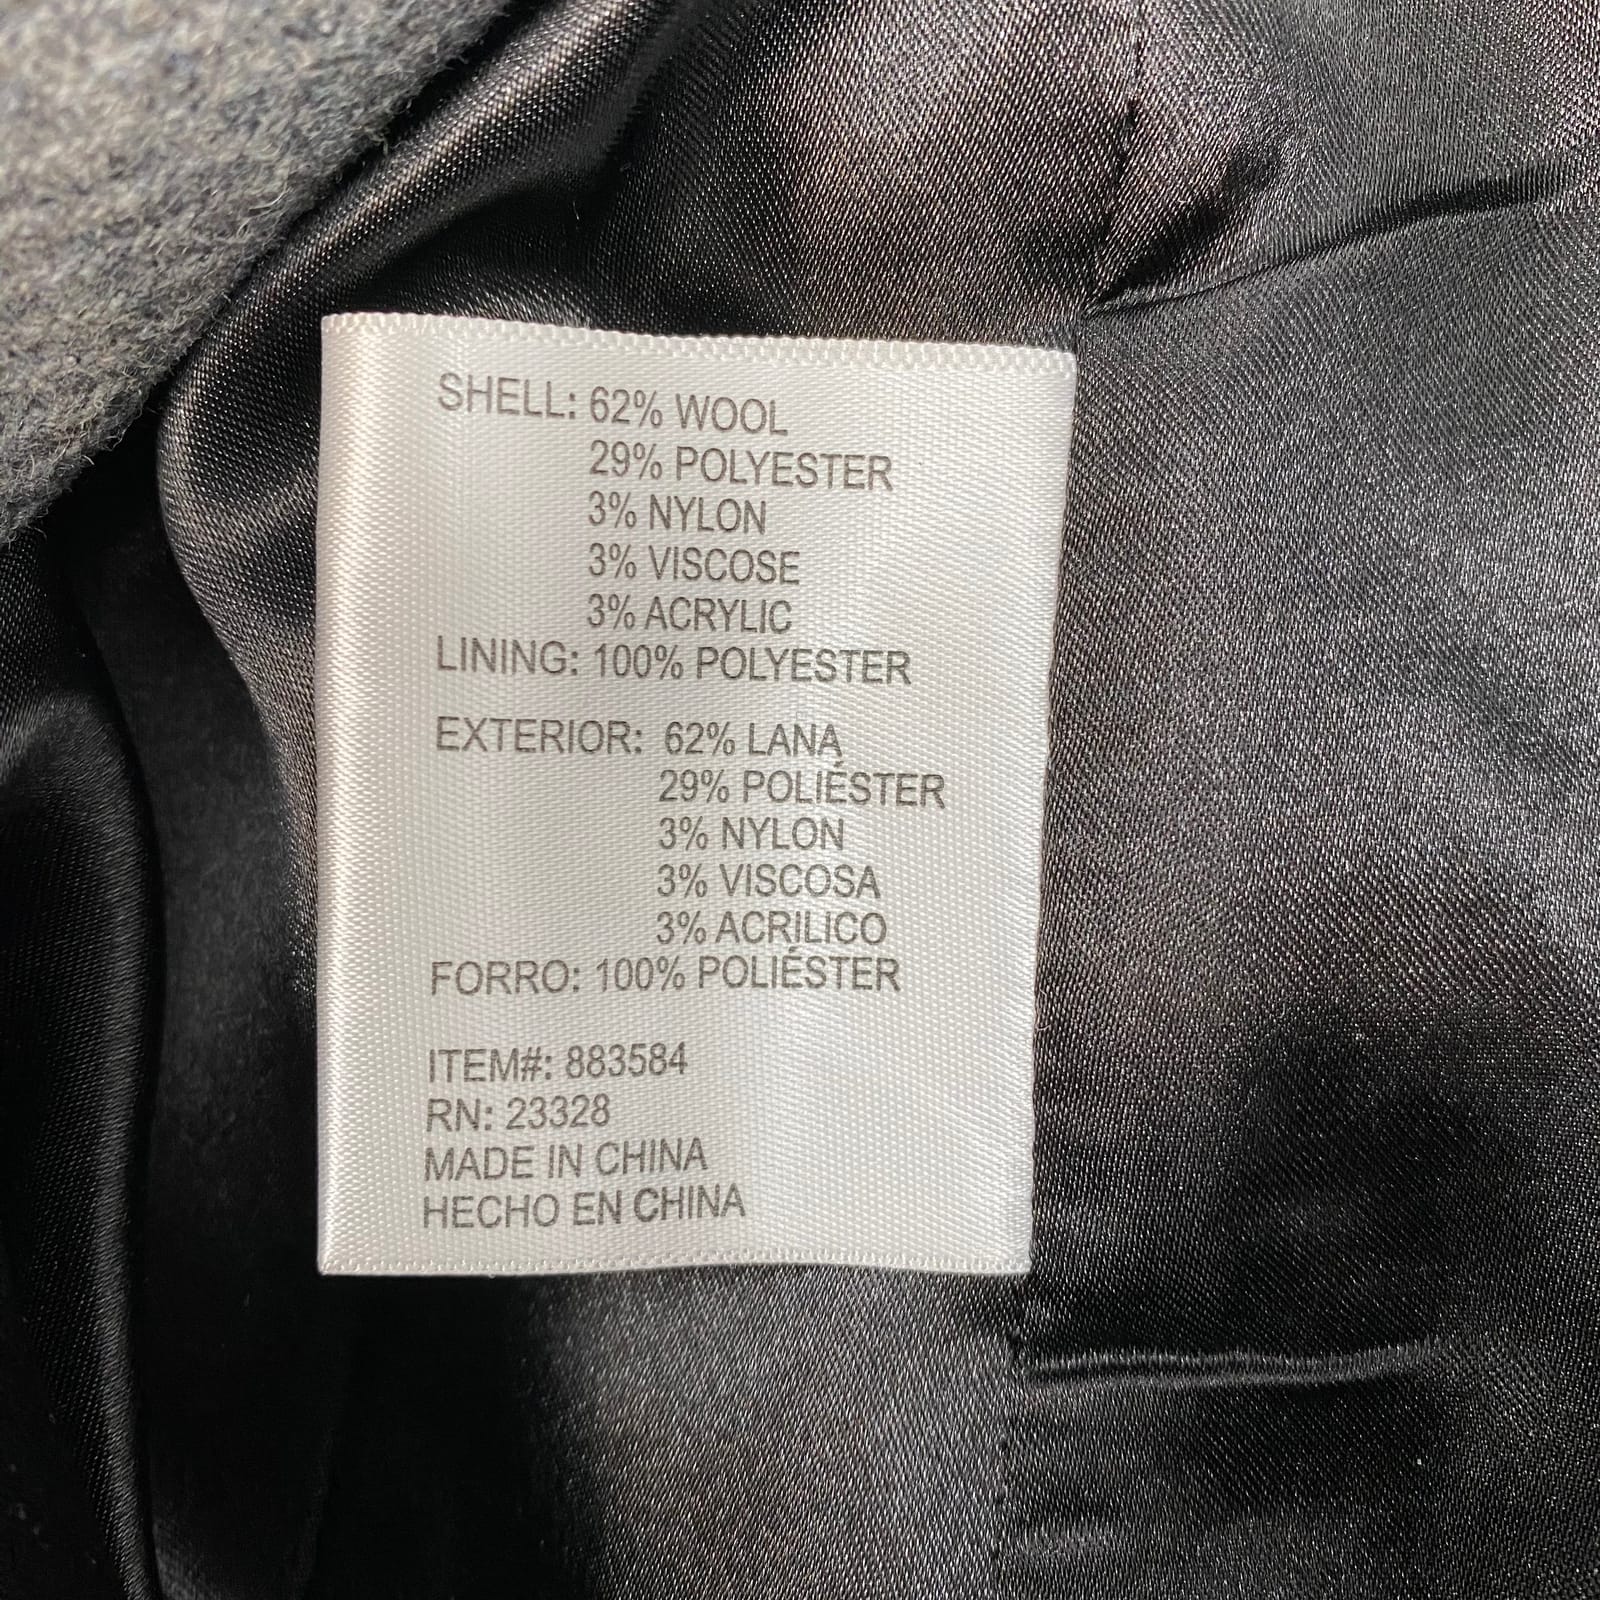 SHELL: 62% WOOL
29% POLYESTER
3% NYLON
3% VISCOSE
3% ACRYLIC
LINING: 100% POLYESTER
EXTERIOR: 62% LANA
29% POLIÉSTER
3% NYLON
3% VISCOSA
3% ACRILICO
FORRO: 100% POLIÉSTER
ITEM#: 883584
RN: 23328
MADE IN CHINA
HECHO EN CHINA